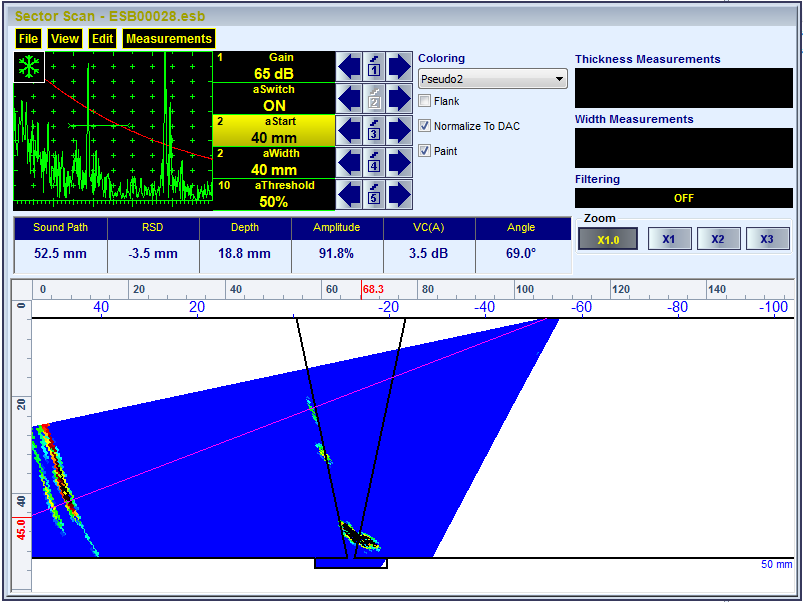 Sector Scan - ESB00028.esb
File View Edit Measurements
1 Gain
65 dB
1
aSwitch
ON
2
2 aStart
40 mm
3
2 aWidth
40 mm
4
10 aThreshold
50%
5
Coloring
Pseudo2
Flank
Normalize To DAC
Paint
Thickness Measurements
Width Measurements
Filtering
OFF
Zoom
X1.0 X1 X2 X3
Sound Path RSD Depth Amplitude VC(A) Angle
52.5 mm -3.5 mm 18.8 mm 91.8% 3.5 dB 69.0°
0 20 40 60 68.3 80 100 120 140
40 20 -20 -40 -60 -80 -100
0
20
40
45.0
50 mm